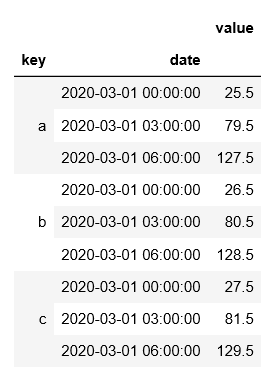 value
key date
2020-03-01 00:00:00 25.5
a 2020-03-01 03:00:00 79.5
2020-03-01 06:00:00 127.5
2020-03-01 00:00:00 26.5
b 2020-03-01 03:00:00 80.5
2020-03-01 06:00:00 128.5
2020-03-01 00:00:00 27.5
c 2020-03-01 03:00:00 81.5
2020-03-01 06:00:00 129.5